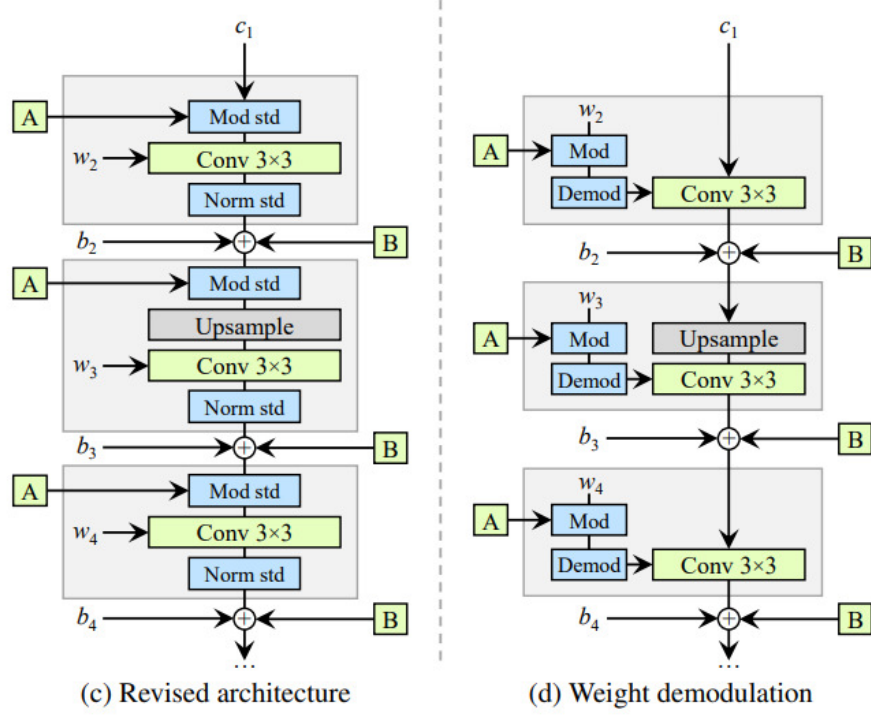 c1
A
Mod std
w2
Conv 3×3
Norm std
b2
+
B
A
Mod std
Upsample
w3
Conv 3×3
Norm std
b3
+
B
A
Mod std
w4
Conv 3×3
Norm std
b4
+
B
...
(c) Revised architecture
c1
w2
A
Mod
Demod
Conv 3×3
b2
+
B
w3
A
Mod
Upsample
Demod
Conv 3×3
b3
+
B
w4
A
Mod
Demod
Conv 3×3
b4
+
B
...
(d) Weight demodulation